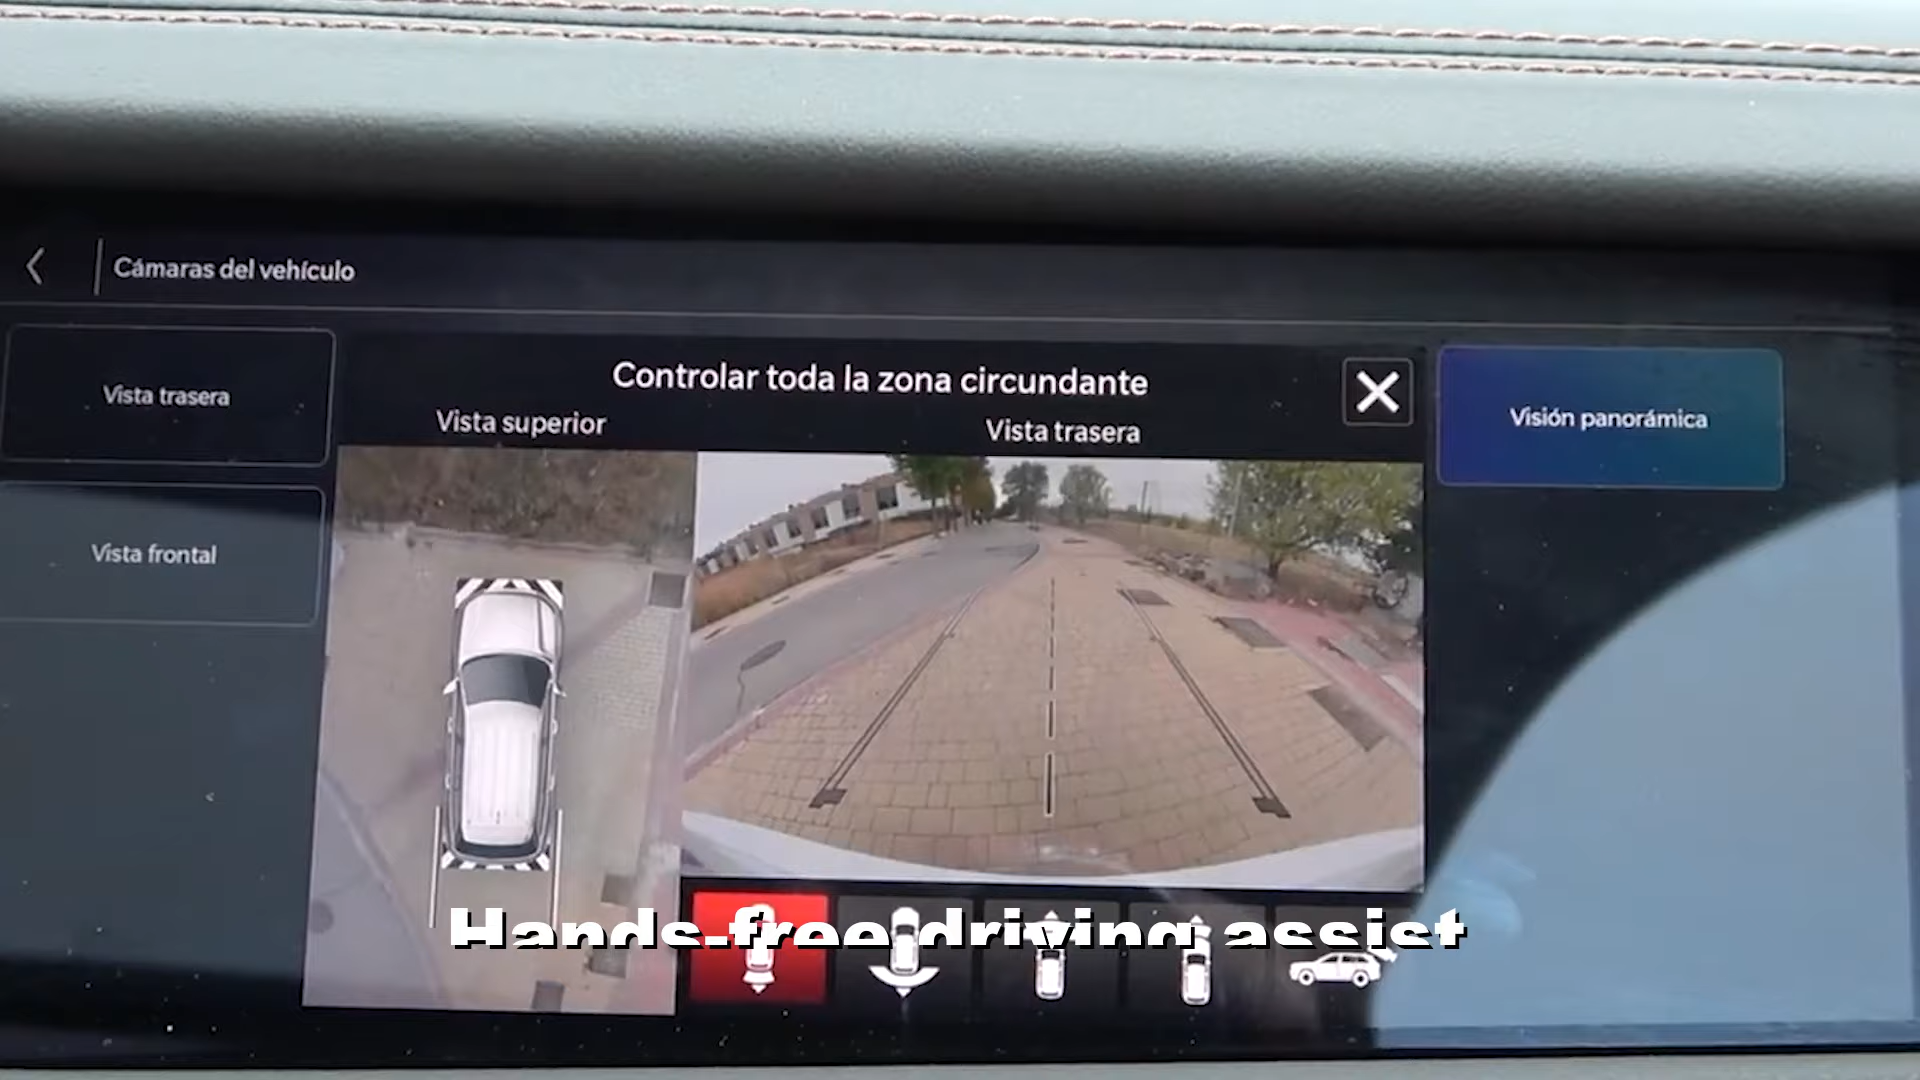 Cámaras del vehículo
Vista trasera
Vista frontal
Controlar toda la zona circundante
Vista superior
Vista trasera
Visión panorámica
Hands-free driving assist